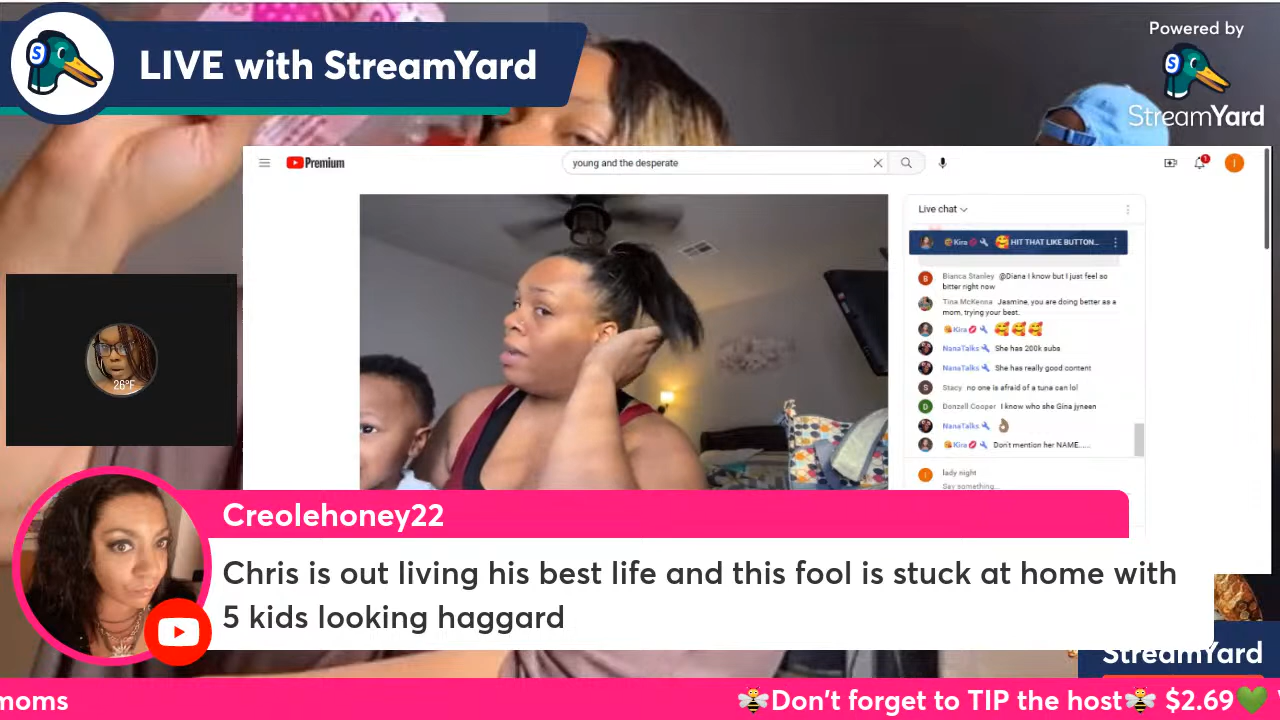 LIVE with StreamYard
Powered by
StreamYard
Premium
young and the desperate
1
I
Live chat
Kira HIT THAT LIKE BUTTON...
Bianca Stanley @Diana I know but I just feel so
bitter right now
Tina McKenna Jasmine, you are doing better as a
mom, trying your best.
Kira 🥰🥰🥰
NanaTalks She has 200k subs
NanaTalks She has really good content
Stacy no one is afraid of a tuna can lol
Donzell Cooper I know who she Gina jyneen
NanaTalks 👌🏽
Kira Don't mention her NAME.....
lady night
Say something...
26°F
Creolehoney22
Chris is out living his best life and this fool is stuck at home with
5 kids looking haggard
StreamYard
moms 🐝Don't forget to TIP the host🐝 $2.69💚